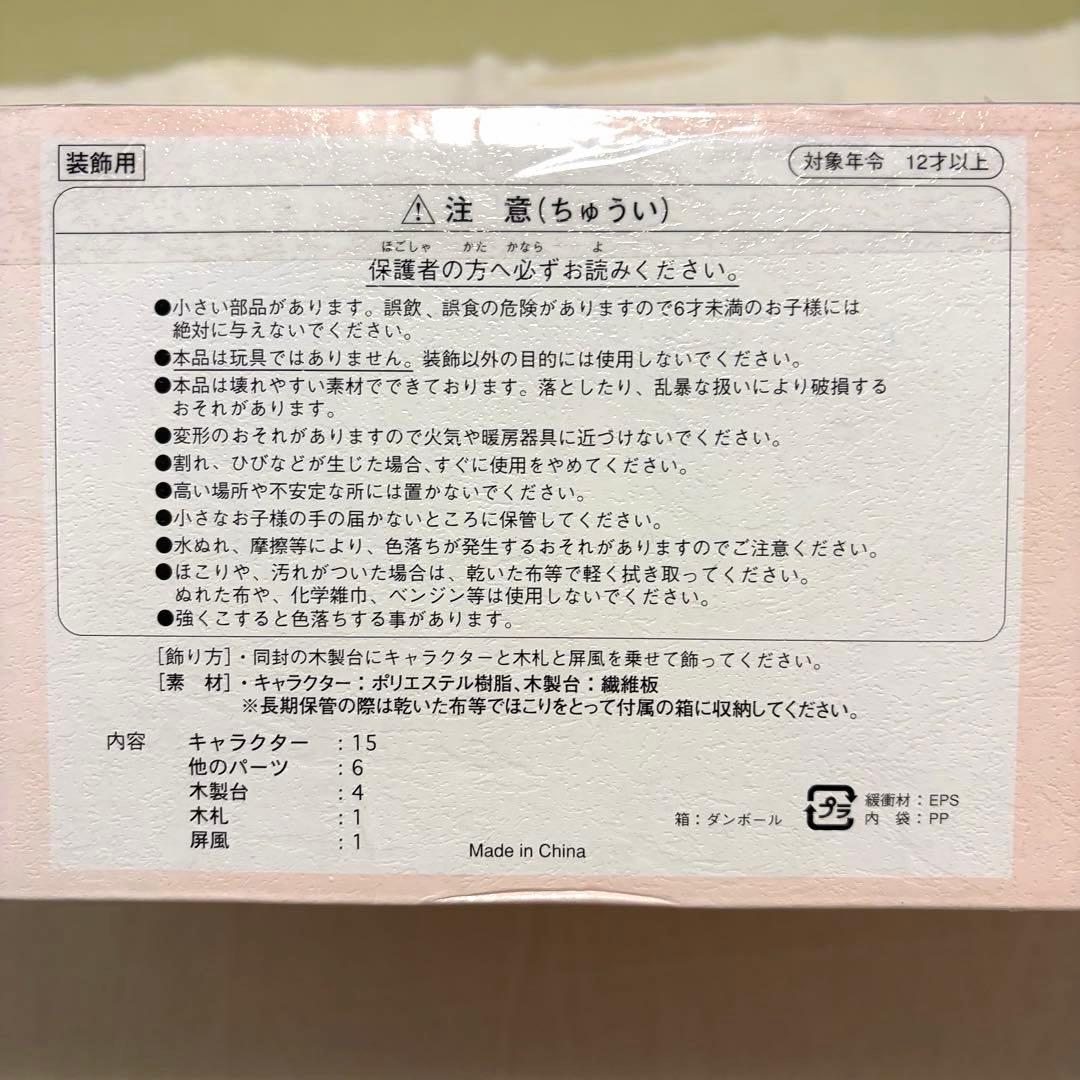 装飾用
対象年令　12才以上
⚠注　意(ちゅうい)
ほごしゃ　かた　かなら　よ
保護者の方へ必ずお読みください。
●小さい部品があります。誤飲、誤食の危険がありますので6才未満のお子様には
絶対に与えないでください。
●本品は玩具ではありません。装飾以外の目的には使用しないでください。
●本品は壊れやすい素材でできております。落としたり、乱暴な扱いにより破損する
おそれがあります。
●変形のおそれがありますので火気や暖房器具に近づけないでください。
●割れ、ひびなどが生じた場合、すぐに使用をやめてください。
●高い場所や不安定な所には置かないでください。
●小さなお子様の手の届かないところに保管してください。
●水ぬれ、摩擦等により、色落ちが発生するおそれがありますのでご注意ください。
●ほこりや、汚れがついた場合は、乾いた布等で軽く拭き取ってください。
ぬれた布や、化学雑巾、ベンジン等は使用しないでください。
●強くこすると色落ちする事があります。
[飾り方]・同封の木製台にキャラクターと木札と屏風を乗せて飾ってください。
[素　材]・キャラクター：ポリエステル樹脂、木製台：繊維板
※長期保管の際は乾いた布等でほこりをとって付属の箱に収納してください。
内容　キャラクター　：15
他のパーツ　：6
木製台　：4
木札　：1
屏風　：1
箱：ダンボール
プラ
緩衝材：EPS
内　袋：PP
Made in China